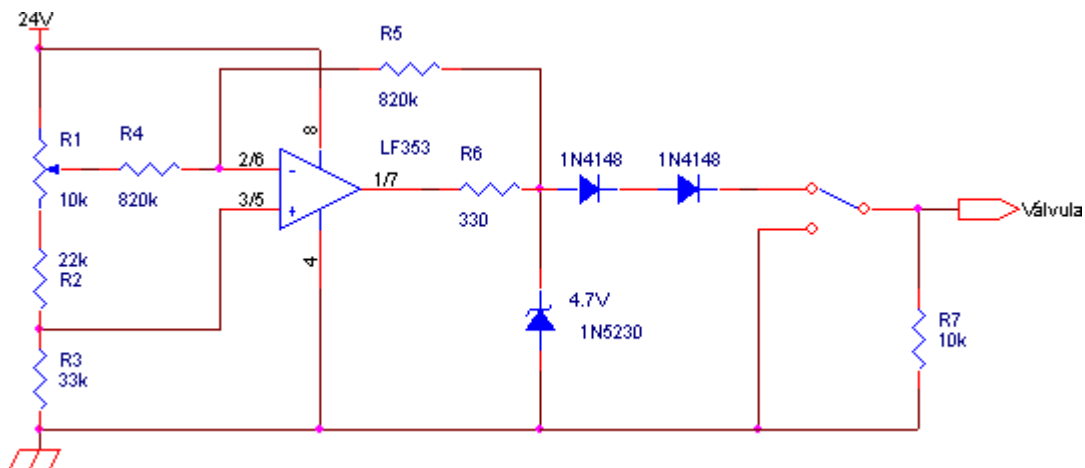 24V
R5
820k
R1
10k
R4
820k
8
2/6
3/5
-
+
LF353
1/7
4
R6
330
1N4148
1N4148
Válvula
22k
R2
4.7V
1N5230
R3
33k
R7
10k